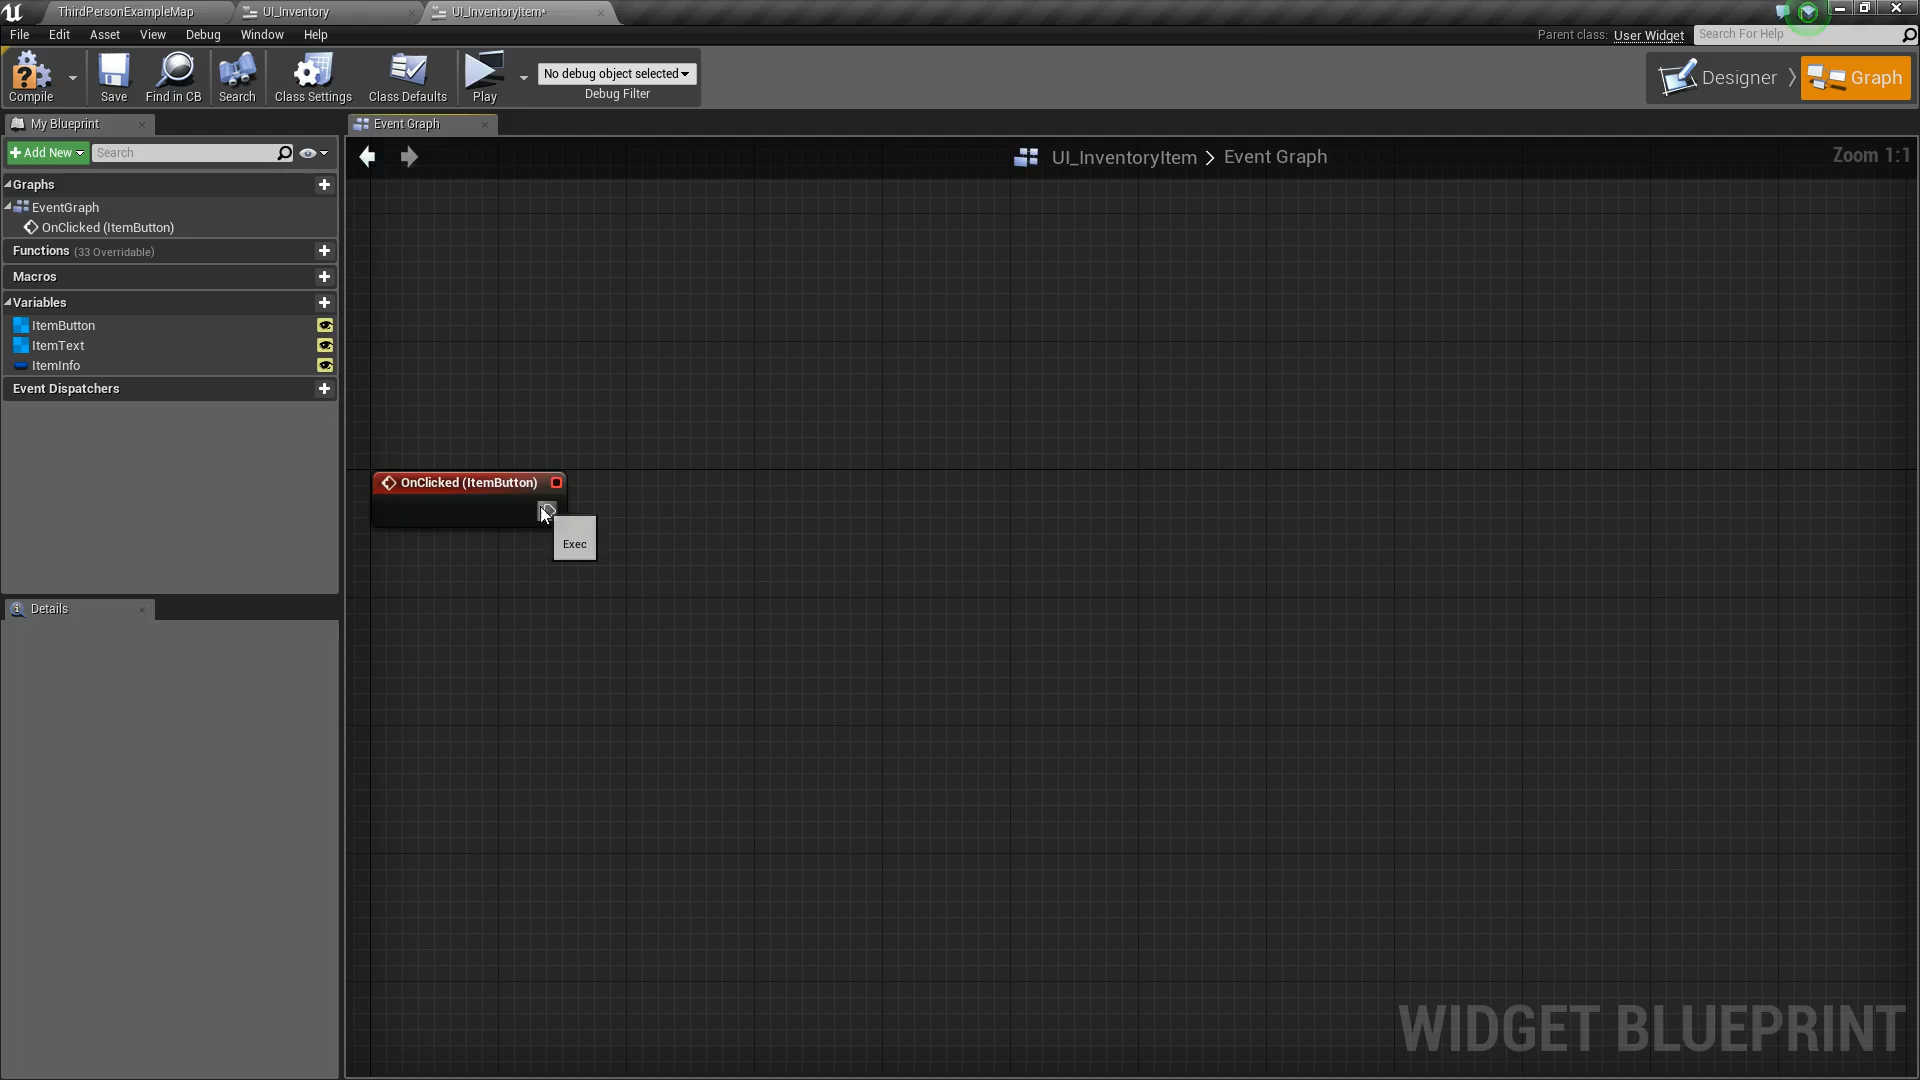 ThirdPersonExampleMap
UI_Inventory
UI_InventoryItem*
File Edit Asset View Debug Window Help
Parent class: User Widget
Search For Help
Compile
Save
Find in CB
Search
Class Settings
Class Defaults
Play
No debug object selected
Debug Filter
Designer
Graph
My Blueprint
Event Graph
+ Add New
Search
UI_InventoryItem > Event Graph
Zoom 1:1
Graphs
EventGraph
OnClicked (ItemButton)
Functions (33 Overridable)
Macros
Variables
ItemButton
ItemText
ItemInfo
Event Dispatchers
OnClicked (ItemButton)
Exec
Details
WIDGET BLUEPRINT